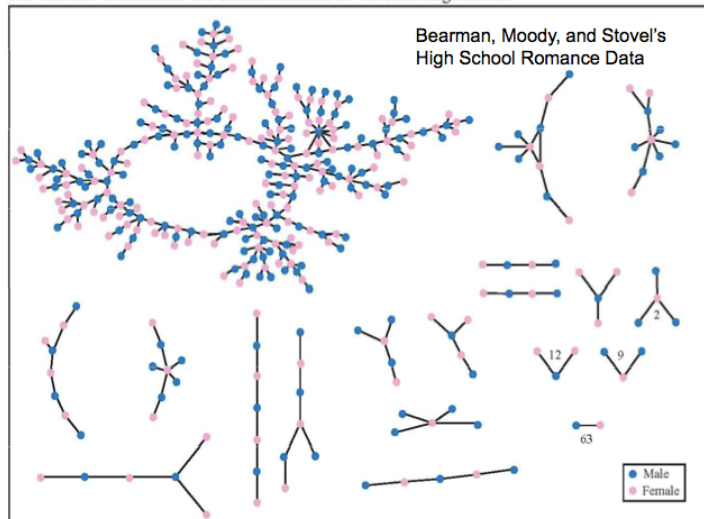 Bearman, Moody, and Stovel's
High School Romance Data
2
12
9
63
Male
Female